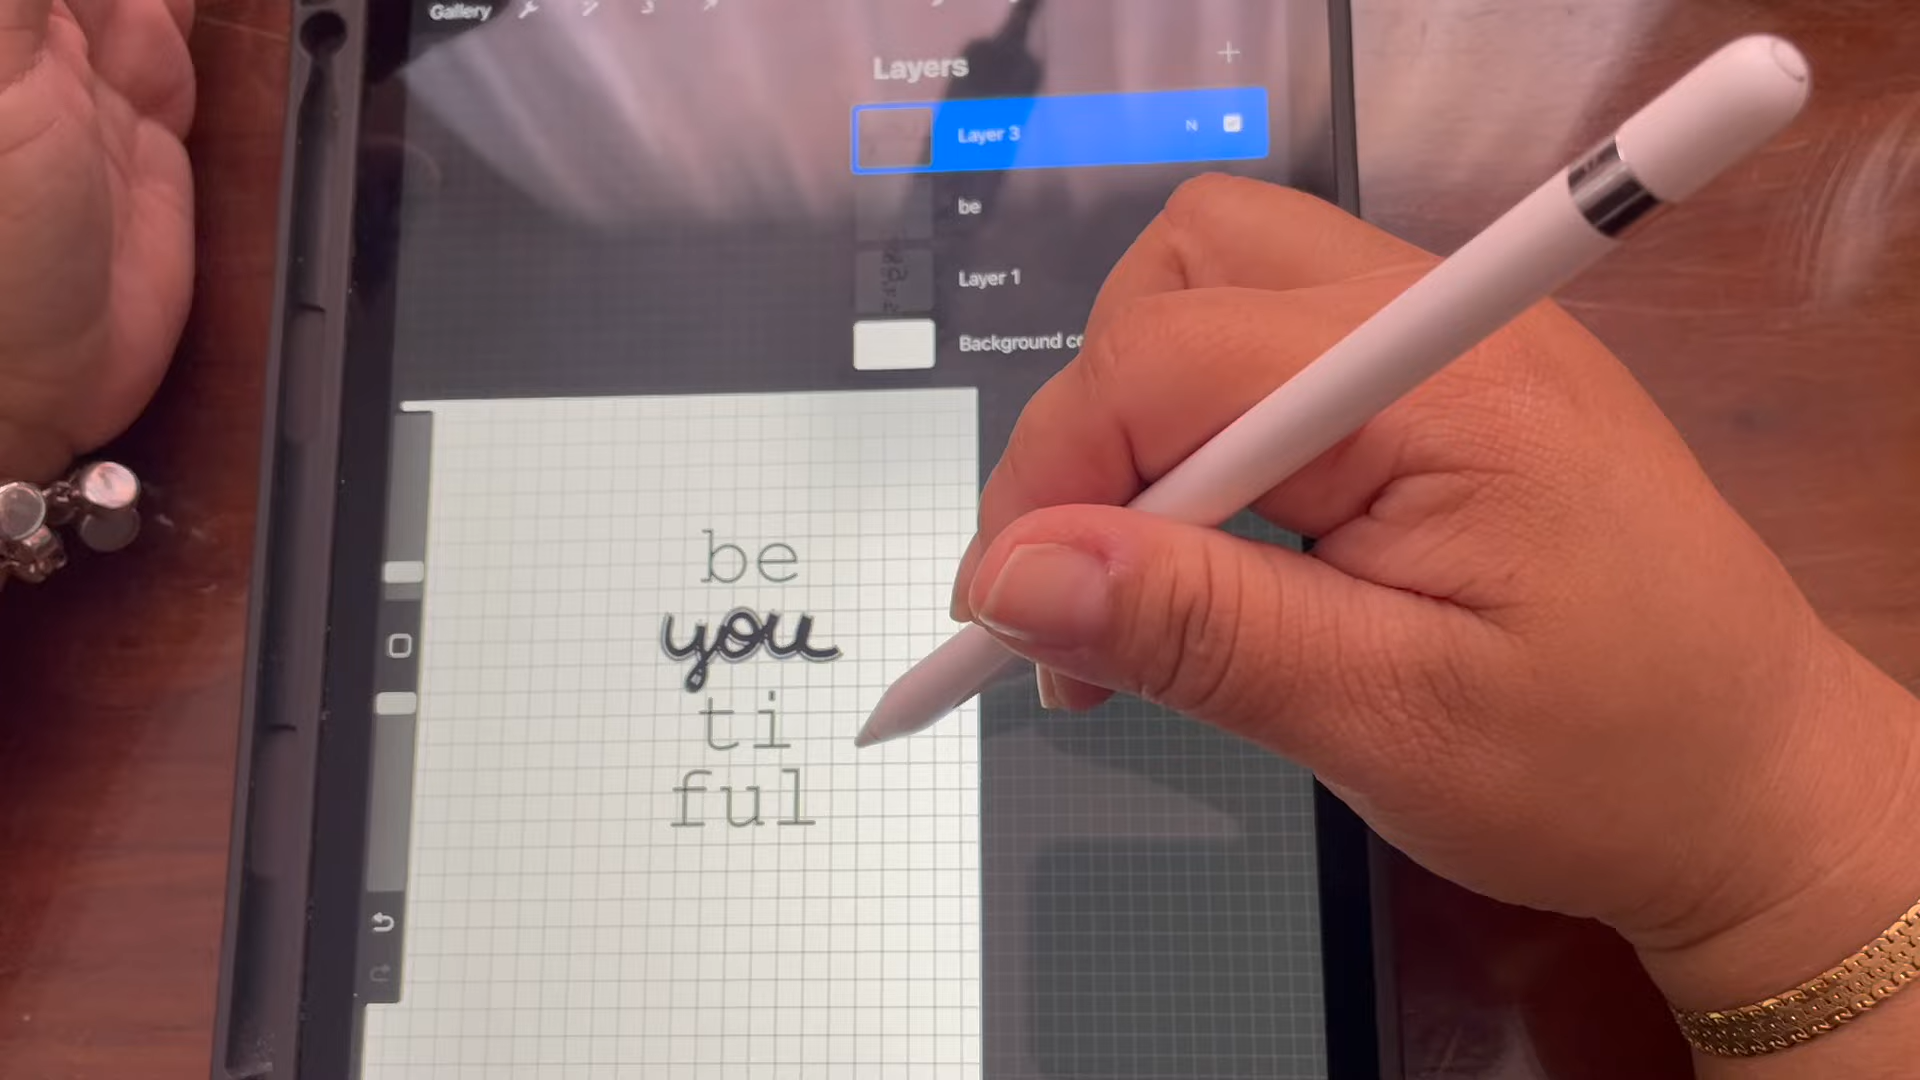 Gallery
Layers
Layer 3 N
be
Layer 1
Background
be
you
ti
ful